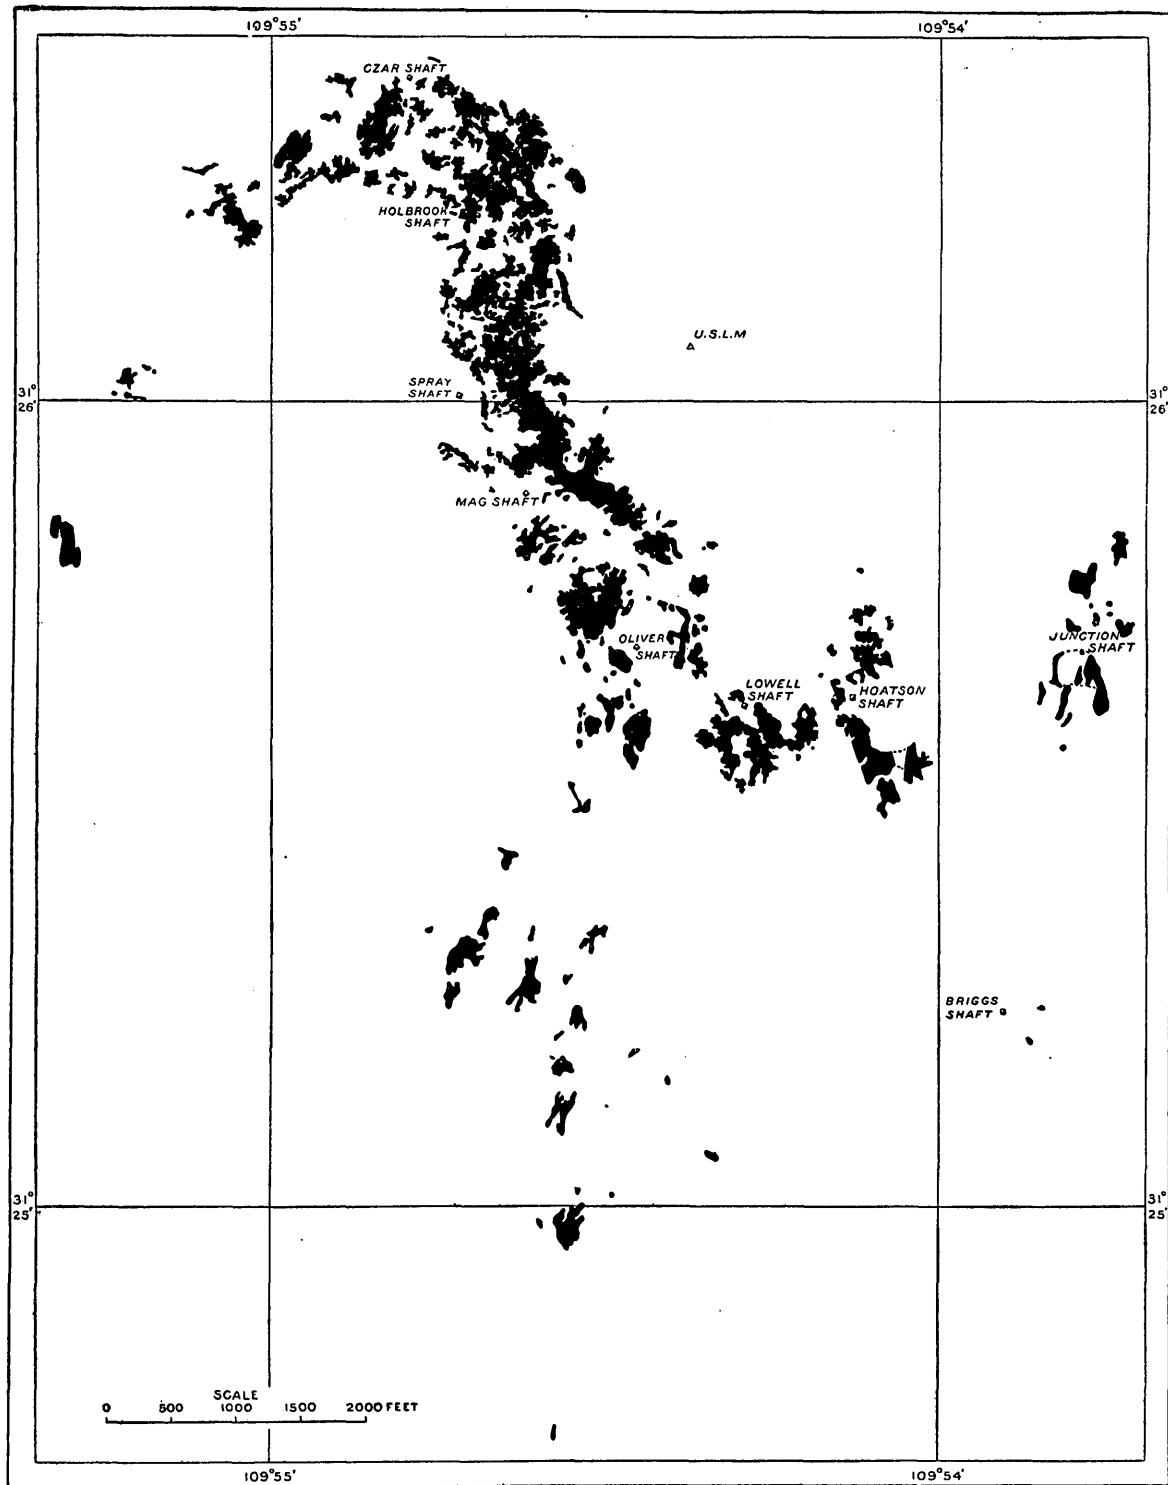 109°55'
109°54'
CZAR SHAFT
HOLBROOK
SHAFT
U.S.L.M
SPRAY
SHAFT
31°
26'
31°
26'
MAG SHAFT
OLIVER
SHAFT
JUNCTION
SHAFT
LOWELL
SHAFT
HOATSON
SHAFT
BRIGGS
SHAFT
31°
25'
31°
25'
SCALE
0 500 1000 1500 2000 FEET
109°55'
109°54'